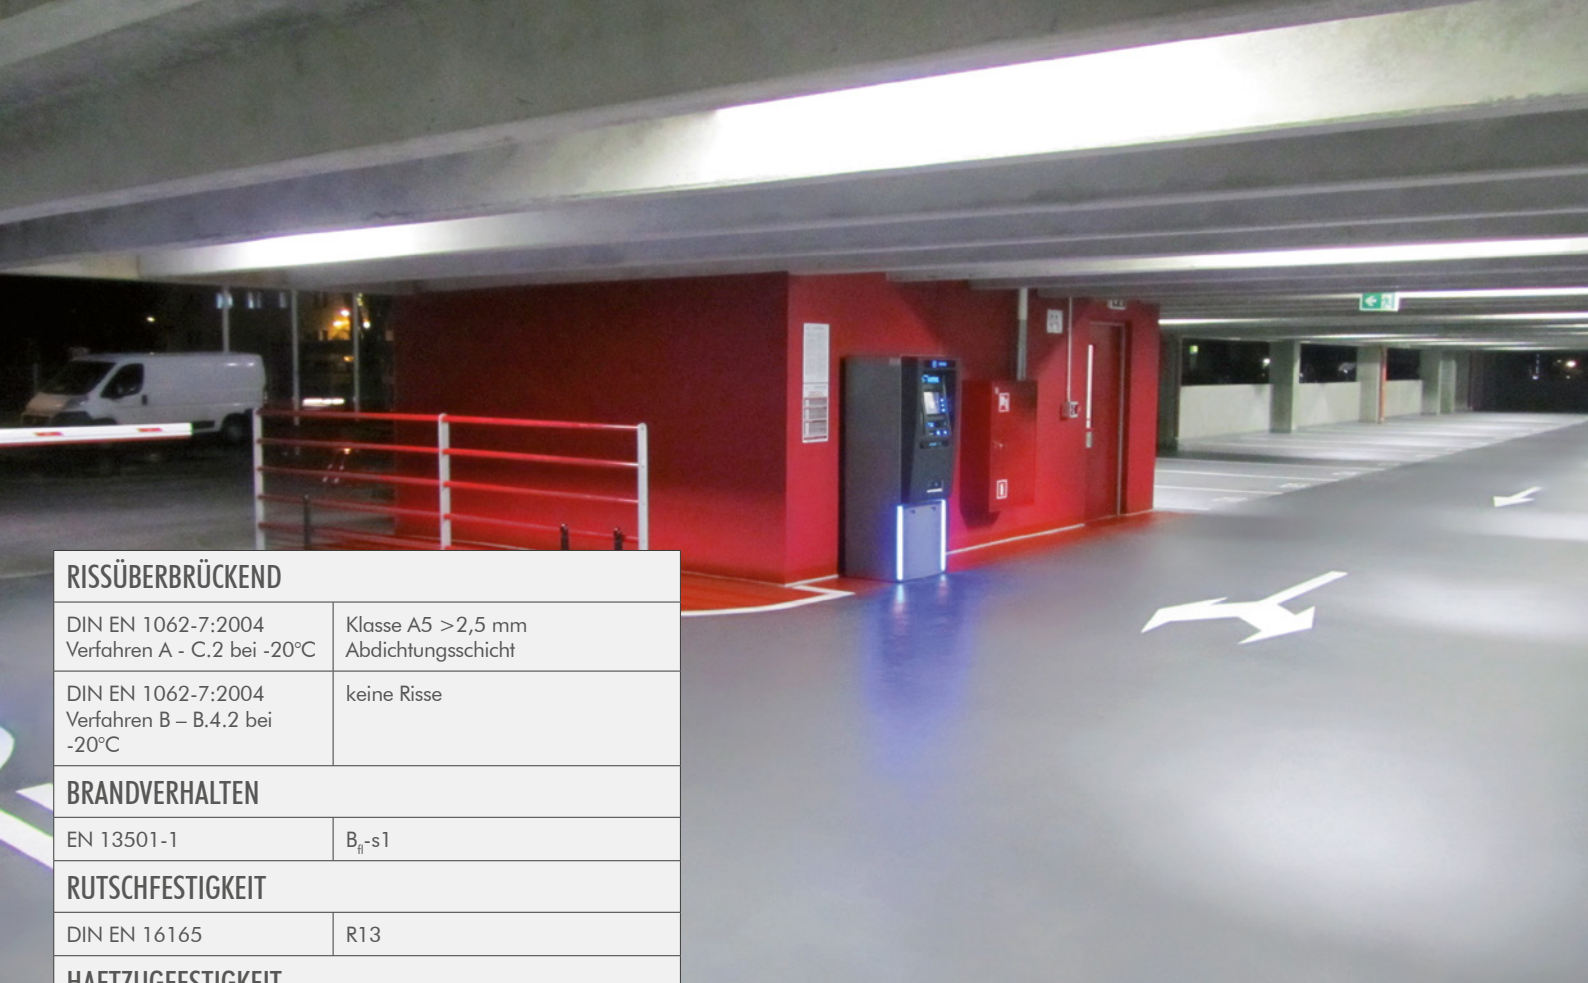 RISSÜBERBRÜCKEND
DIN EN 1062-7:2004
Verfahren A - C.2 bei -20°C
Klasse A5 >2,5 mm
Abdichtungsschicht
DIN EN 1062-7:2004
Verfahren B – B.4.2 bei
-20°C
keine Risse
BRANDVERHALTEN
EN 13501-1
Bfl-s1
RUTSCHFESTIGKEIT
DIN EN 16165
R13
HAFTZUGFESTIGKEIT